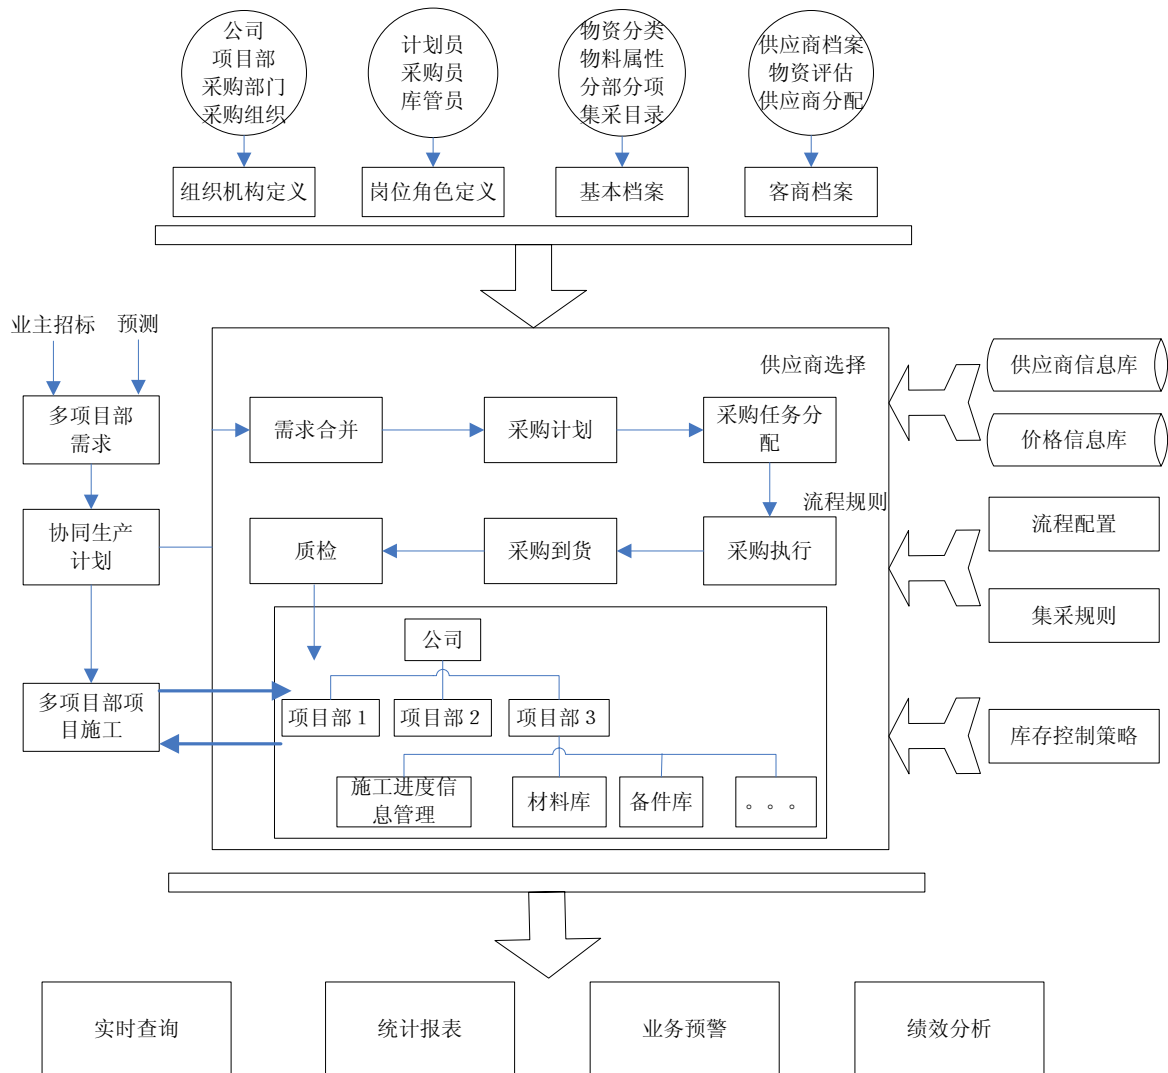 公司
项目部
采购部门
采购组织
计划员
采购员
库管员
物资分类
物料属性
分部分项
集采目录
供应商档案
物资评估
供应商分配
组织机构定义
岗位角色定义
基本档案
客商档案
业主招标
预测
多项目部
需求
协同生产
计划
多项目部项
目施工
供应商选择
需求合并
采购计划
采购任务分
配
流程规则
质检
采购到货
采购执行
公司
项目部1
项目部2
项目部3
施工进度信
息管理
材料库
备件库
。。。
供应商信息库
价格信息库
流程配置
集采规则
库存控制策略
实时查询
统计报表
业务预警
绩效分析